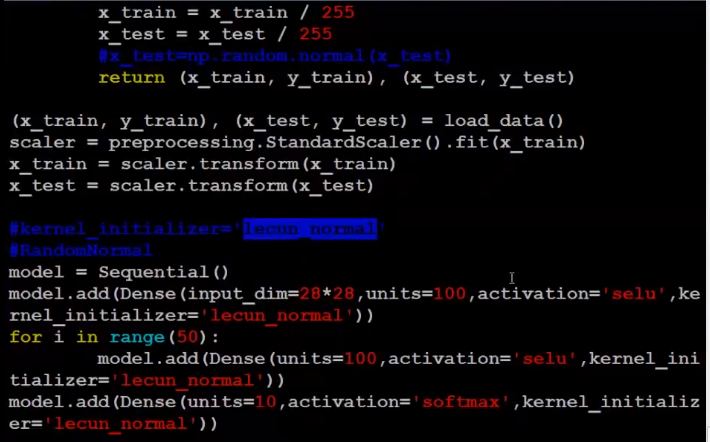 x_train = x_train / 255
x_test = x_test / 255
#x_test=np.random.normal(x_test)
return (x_train, y_train), (x_test, y_test)
(x_train, y_train), (x_test, y_test) = load_data()
scaler = preprocessing.StandardScaler().fit(x_train)
x_train = scaler.transform(x_train)
x_test = scaler.transform(x_test)
#kernel_initializer='lecun_normal'
#RandomNormal
model = Sequential()
model.add(Dense(input_dim=28*28,units=100,activation='selu',ke
rnel_initializer='lecun_normal'))
for i in range(50):
model.add(Dense(units=100,activation='selu',kernel_ini
tializer='lecun_normal'))
model.add(Dense(units=10,activation='softmax',kernel_initializ
er='lecun_normal'))